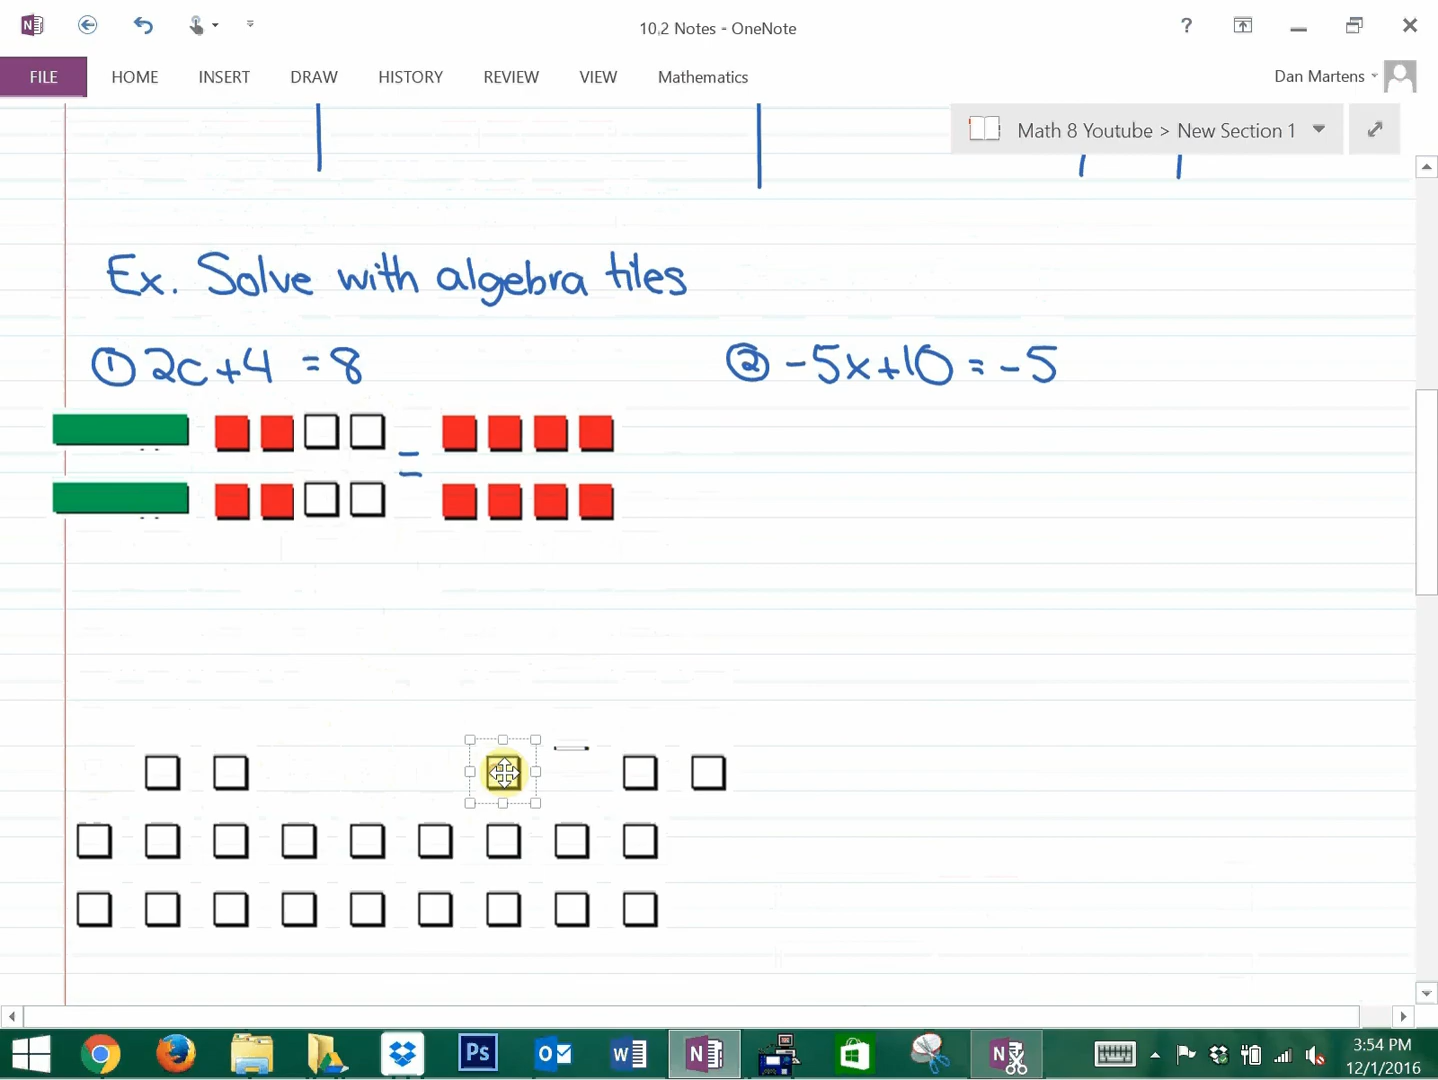 10.2 Notes - OneNote
?
FILE HOME INSERT DRAW HISTORY REVIEW VIEW Mathematics
Dan Martens
Math 8 Youtube > New Section 1
Ex. Solve with algebra tiles
① 2c+4 = 8
② -5x+10 = -5
=
Ps
3:54 PM
12/1/2016